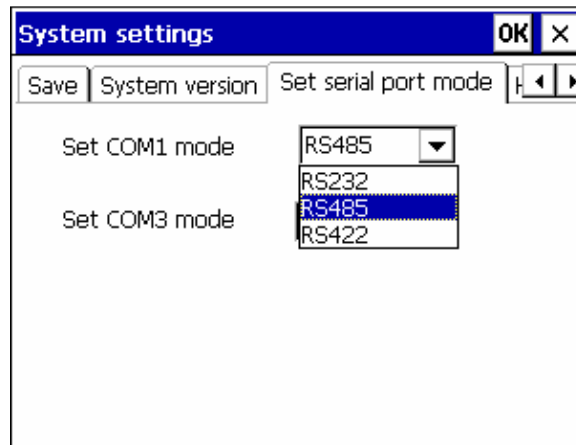 System settings OK ×
Save System version Set serial port mode
Set COM1 mode RS485
RS232
RS485
Set COM3 mode
RS422